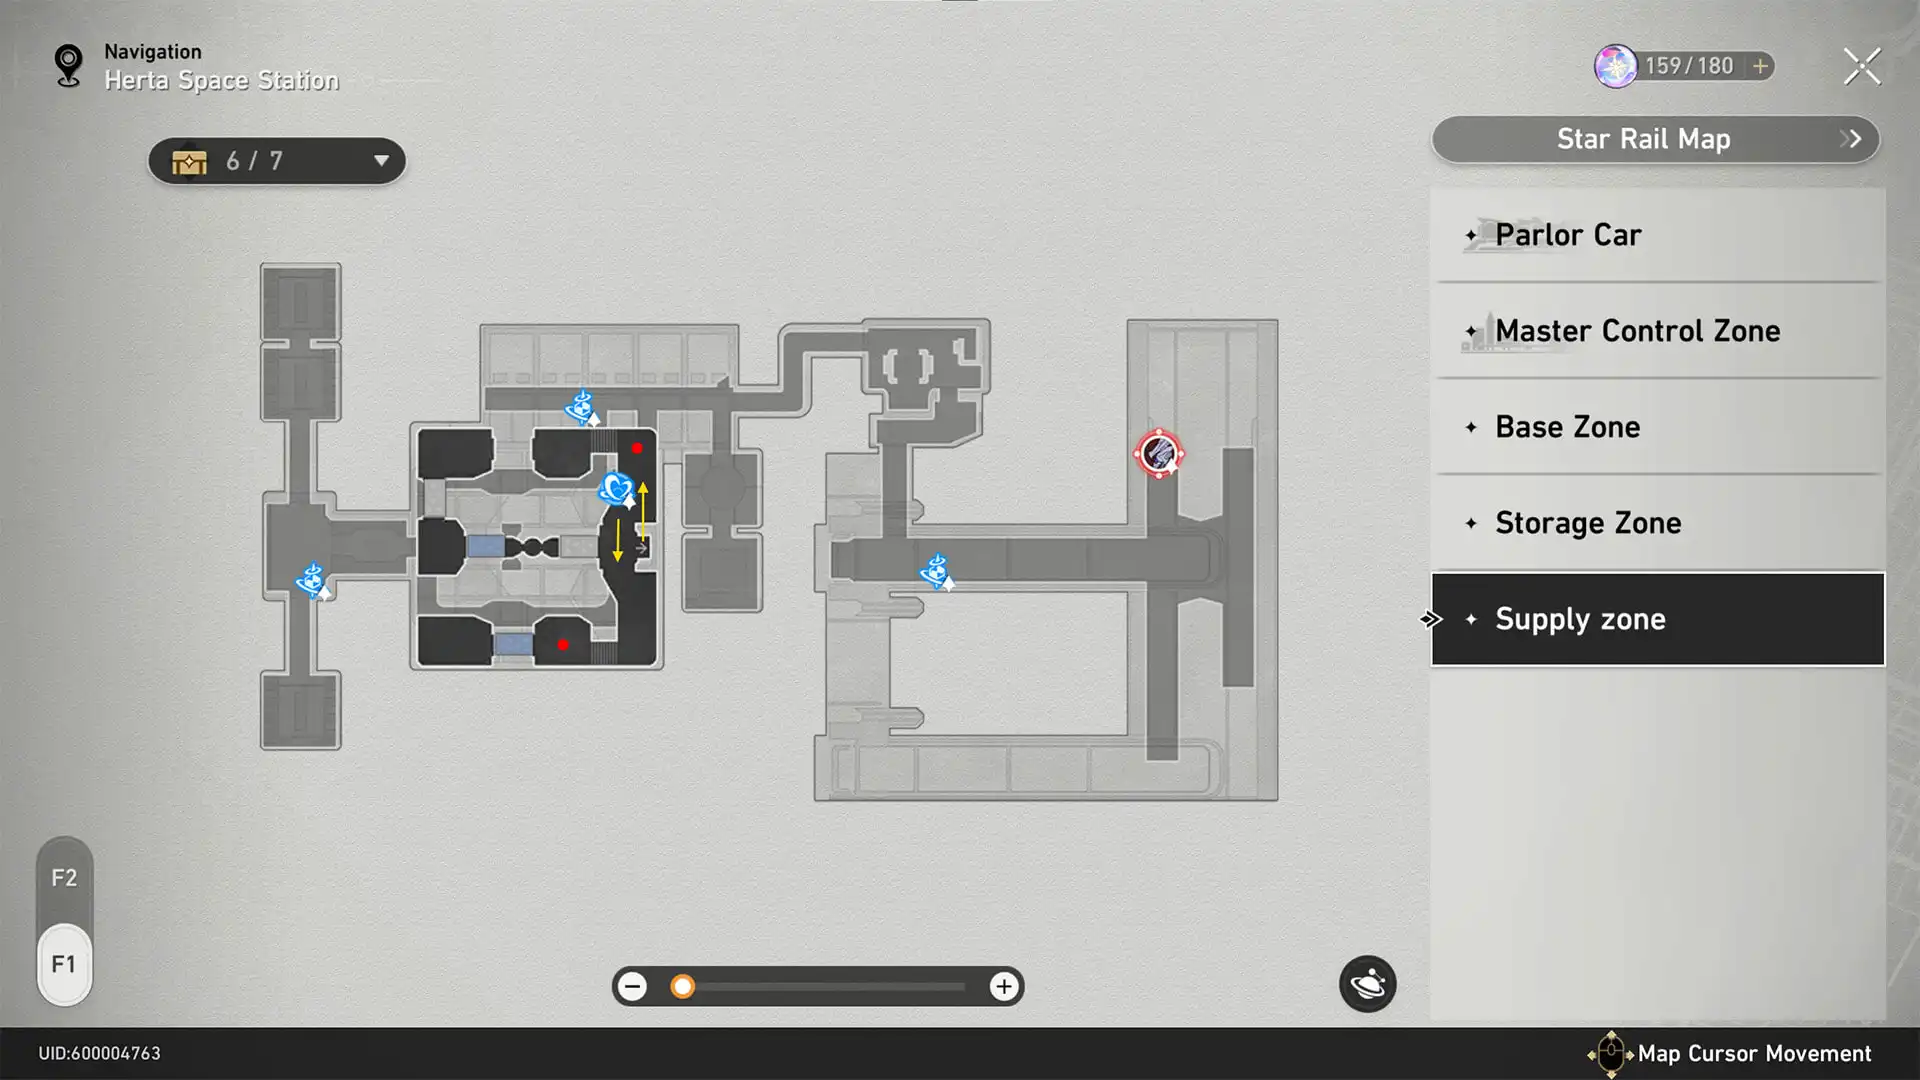 Navigation
Herta Space Station
159/180
6 / 7
Star Rail Map
Parlor Car
Master Control Zone
Base Zone
Storage Zone
Supply zone
F2
F1
UID:600004763
Map Cursor Movement